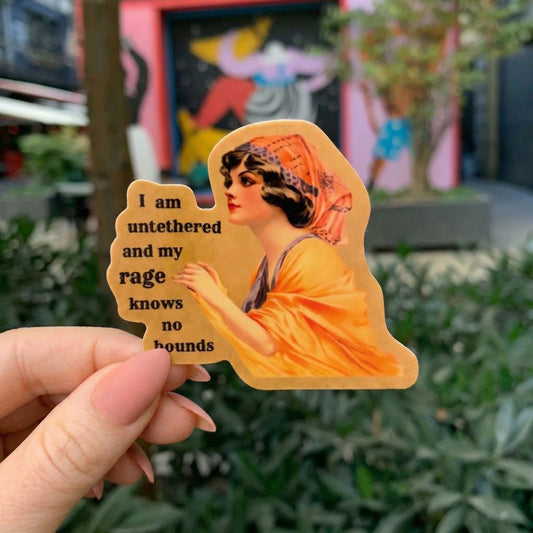 I am
untethered
and my
rage
knows
no
bounds